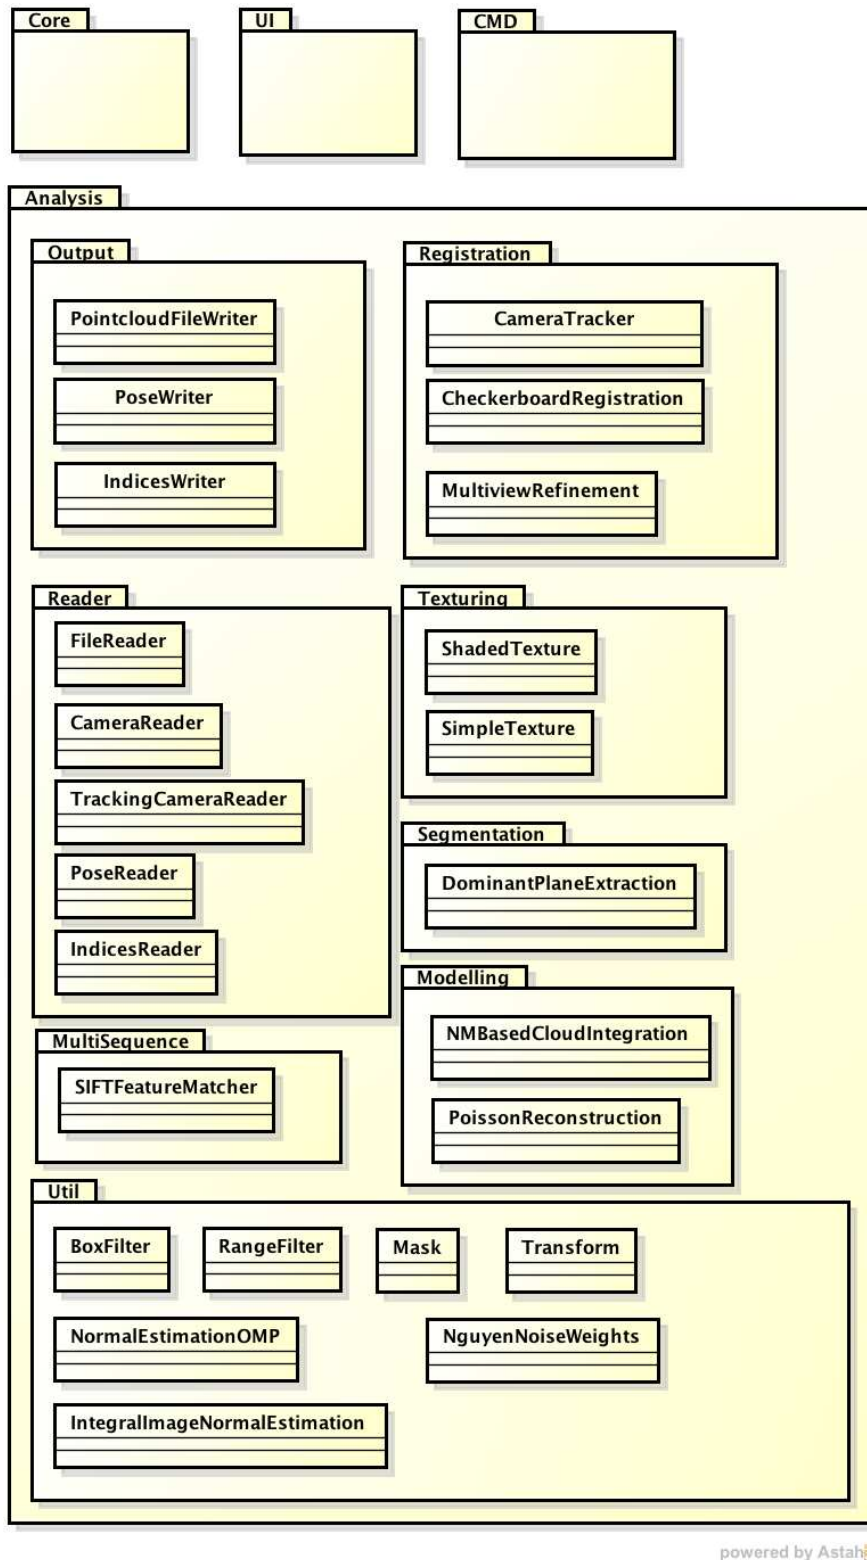 Core
UI
CMD
Analysis
Output
PointcloudFileWriter
PoseWriter
IndicesWriter
Registration
CameraTracker
CheckerboardRegistration
MultiviewRefinement
Reader
FileReader
CameraReader
TrackingCameraReader
PoseReader
IndicesReader
Texturing
ShadedTexture
SimpleTexture
Segmentation
DominantPlaneExtraction
Modelling
NMBasedCloudIntegration
PoissonReconstruction
MultiSequence
SIFTFeatureMatcher
Util
BoxFilter
RangeFilter
Mask
Transform
NormalEstimationOMP
NguyenNoiseWeights
IntegralImageNormalEstimation
powered by Astah